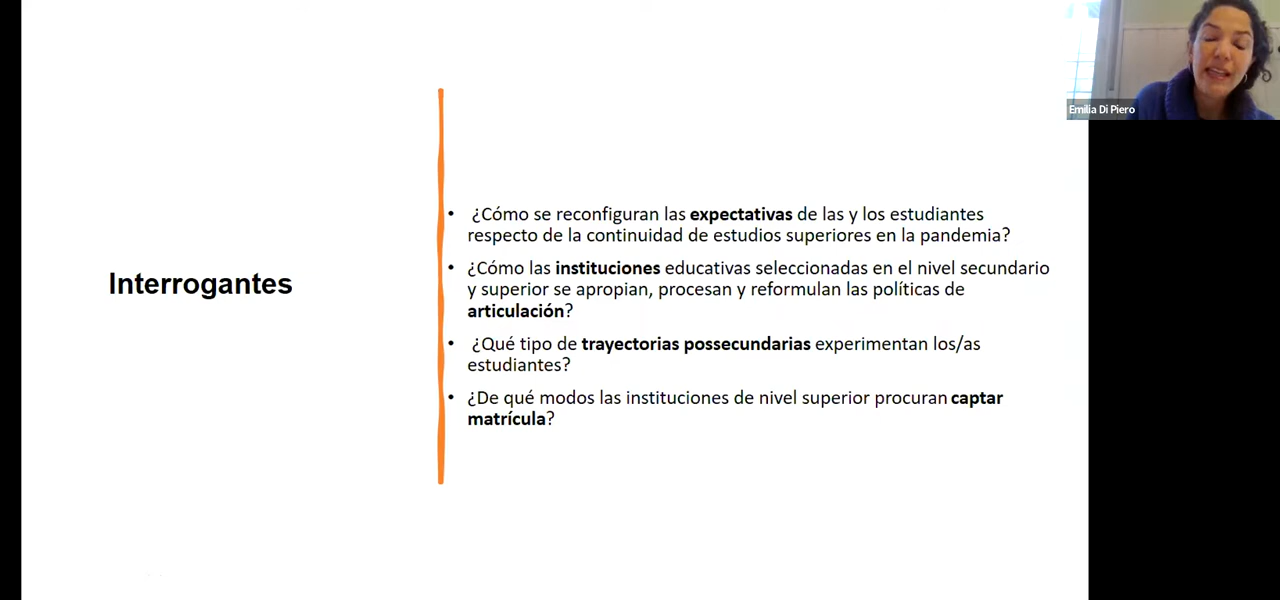 Emilia Di Piero
Interrogantes
• ¿Cómo se reconfiguran las expectativas de las y los estudiantes
respecto de la continuidad de estudios superiores en la pandemia?
• ¿Cómo las instituciones educativas seleccionadas en el nivel secundario
y superior se apropian, procesan y reformulan las políticas de
articulación?
• ¿Qué tipo de trayectorias possecundarias experimentan los/as
estudiantes?
• ¿De qué modos las instituciones de nivel superior procuran captar
matrícula?